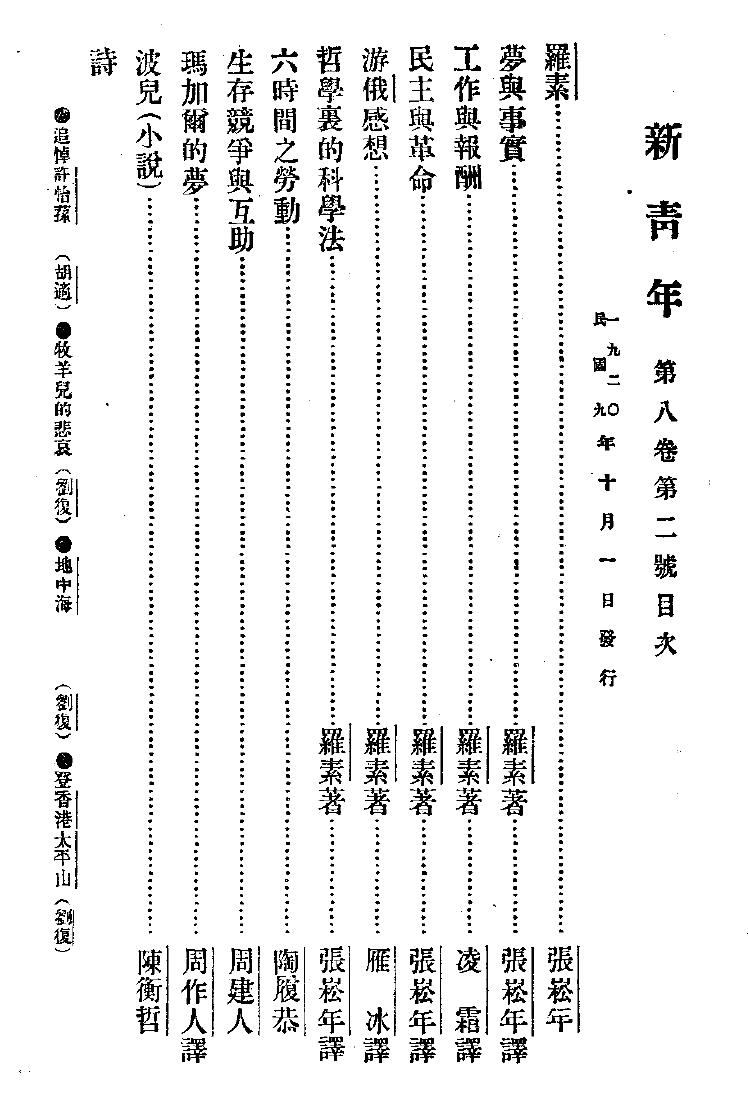 新青年 第八卷第二號目次
一九二〇年十月一日發行
民國九
羅素……張崧年
夢與事實……羅素著……張崧年譯
工作與報酬……羅素著……凌霜譯
民主與革命……羅素著……張崧年譯
游俄感想……羅素著……雁冰譯
哲學裏的科學法……羅素著……張崧年譯
六時間之勞動……陶履恭
生存競爭與互助……周建人
瑪加爾的夢……周作人譯
波兒(小說)……陳衡哲
詩
●追悼許怡蓀(胡適)●牧羊兒的悲哀(劉復)●地中海(劉復)●登香港太平山(劉復)